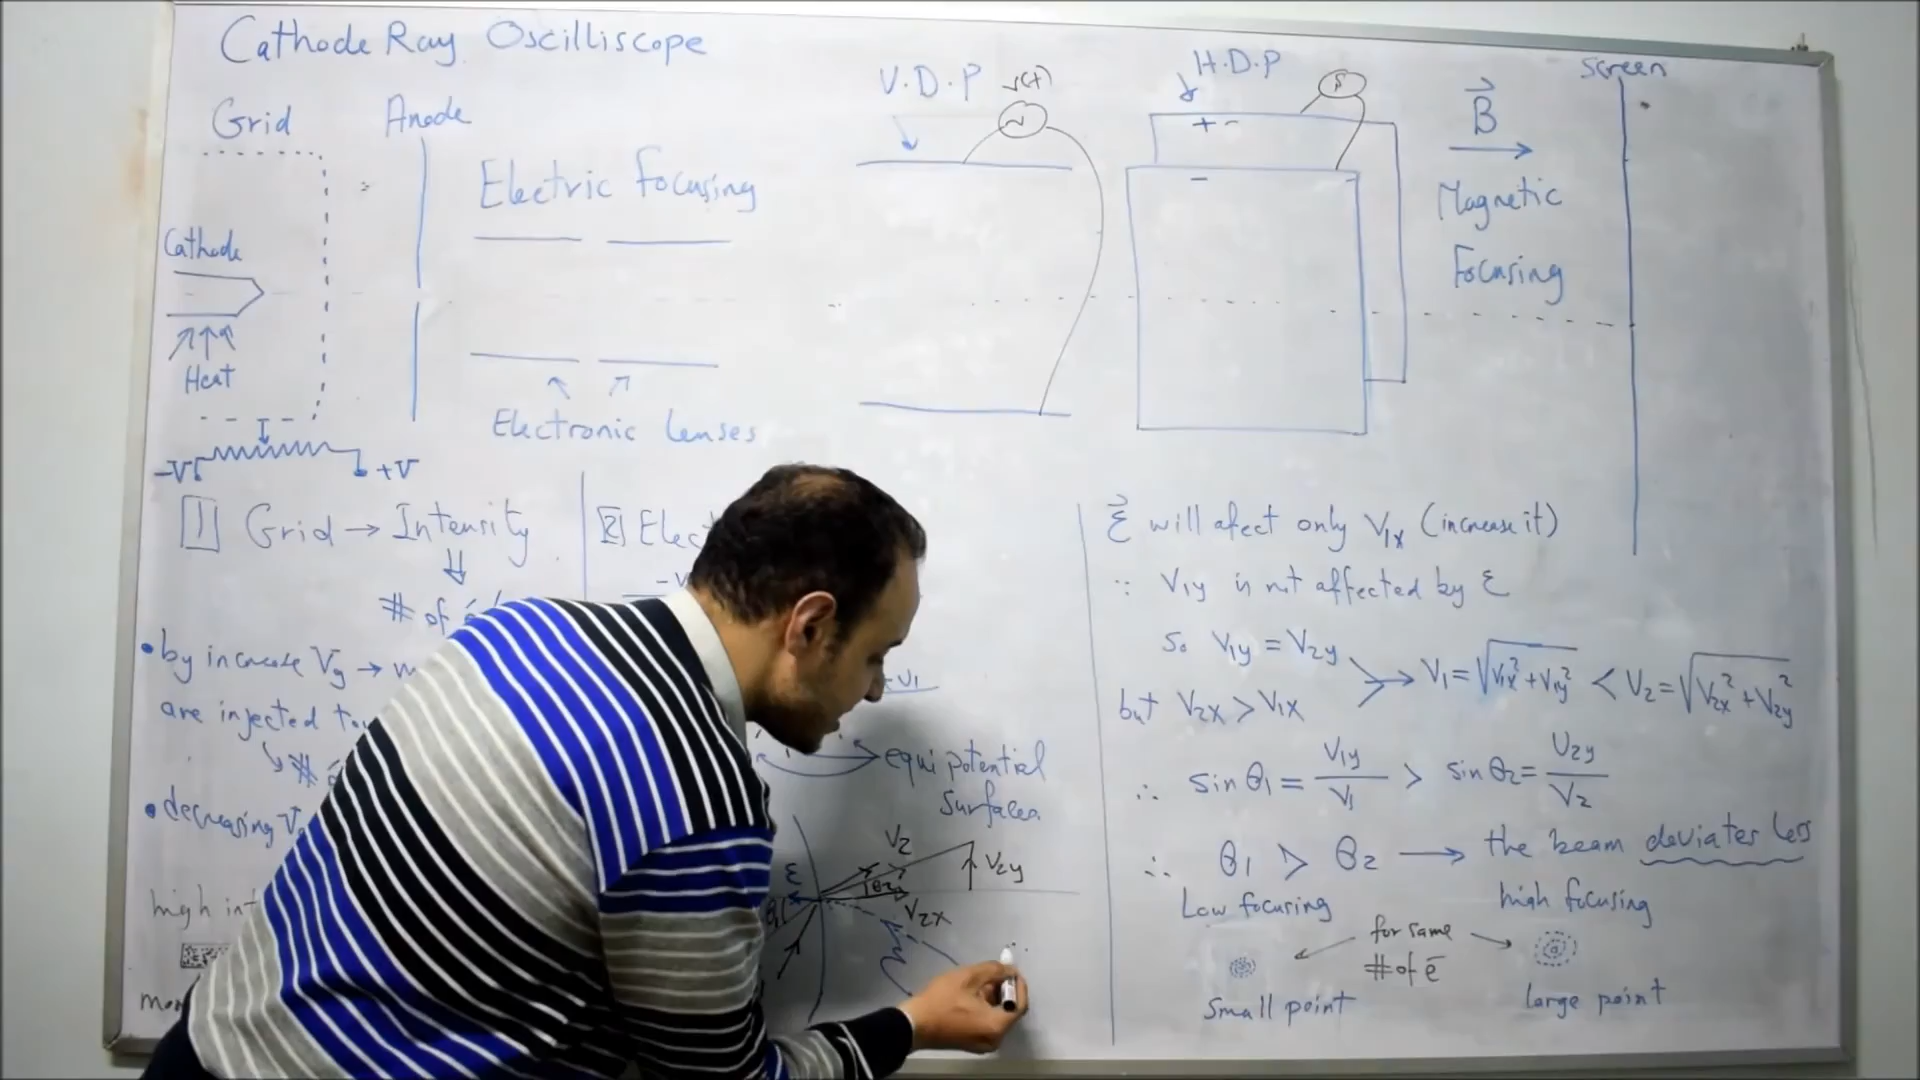 Cathode Ray Oscilliscope
Grid
Anode
Cathode
Heat
-V
+V
Electric Focusing
Electronic Lenses
V.D.P
H.D.P
+ -
-
B
Magnetic
Focusing
Screen
1 Grid → Intensity
# of
• by increase Vg →
are injected
#
• decreasing
high
2
-V
equipotential
surfaces
ε
V2
θ2
V2y
V2x
ε will afect only V1x (increase it)
∵ V1y is not affected by ε
So V1y = V2y
but V2x > V1x
V1 = √V1x² + V1y² < V2 = √V2x² + V2y²
∴ sin θ1 = V1y / V1 > sin θ2 = V2y / V2
∴ θ1 > θ2 → the beam deviates less
Low focusing
high focusing
for same
# of e-
Small point
large point